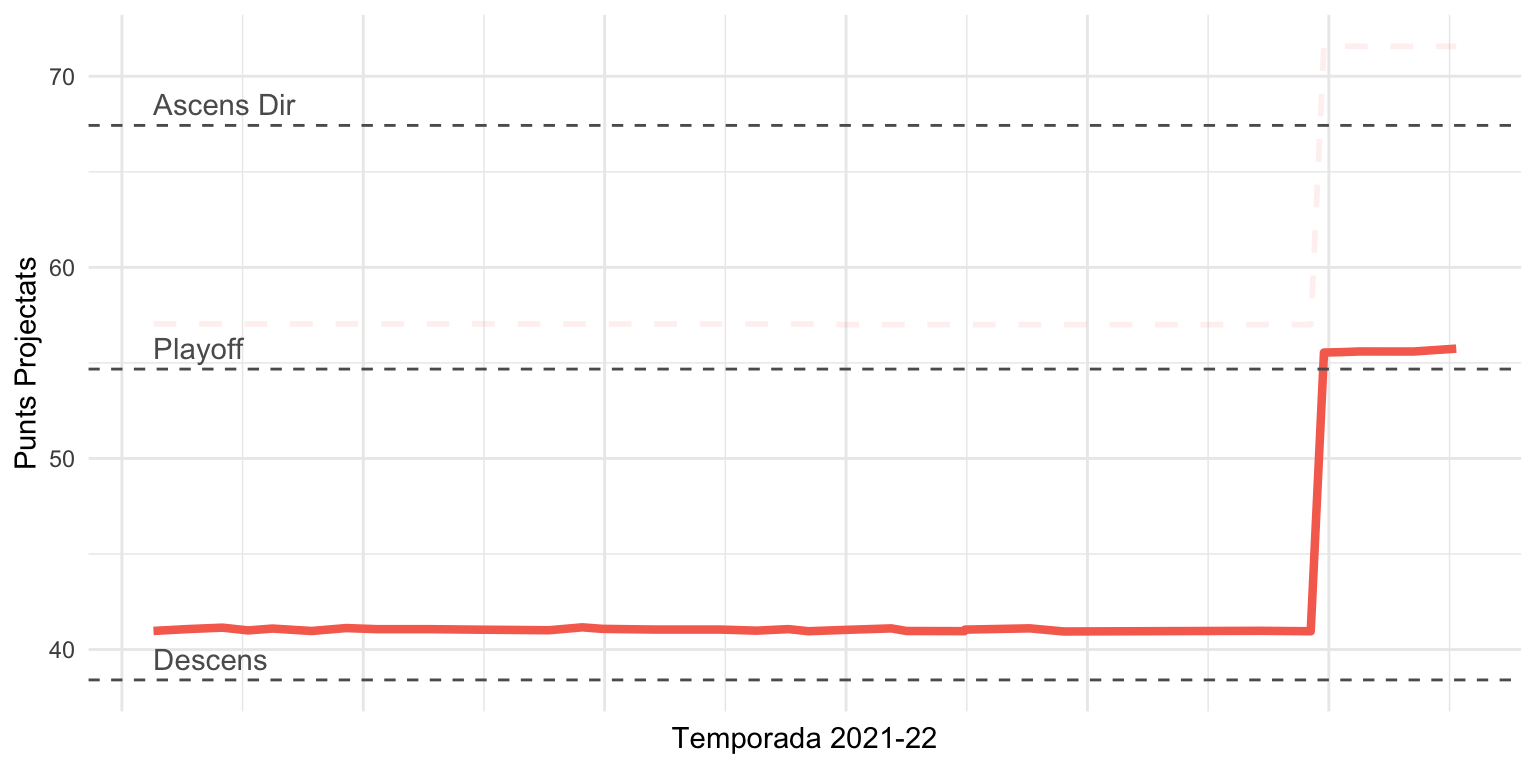 70
Ascens Dir
60
Playoff
50
40
Descens
Punts Projectats
Temporada 2021-22